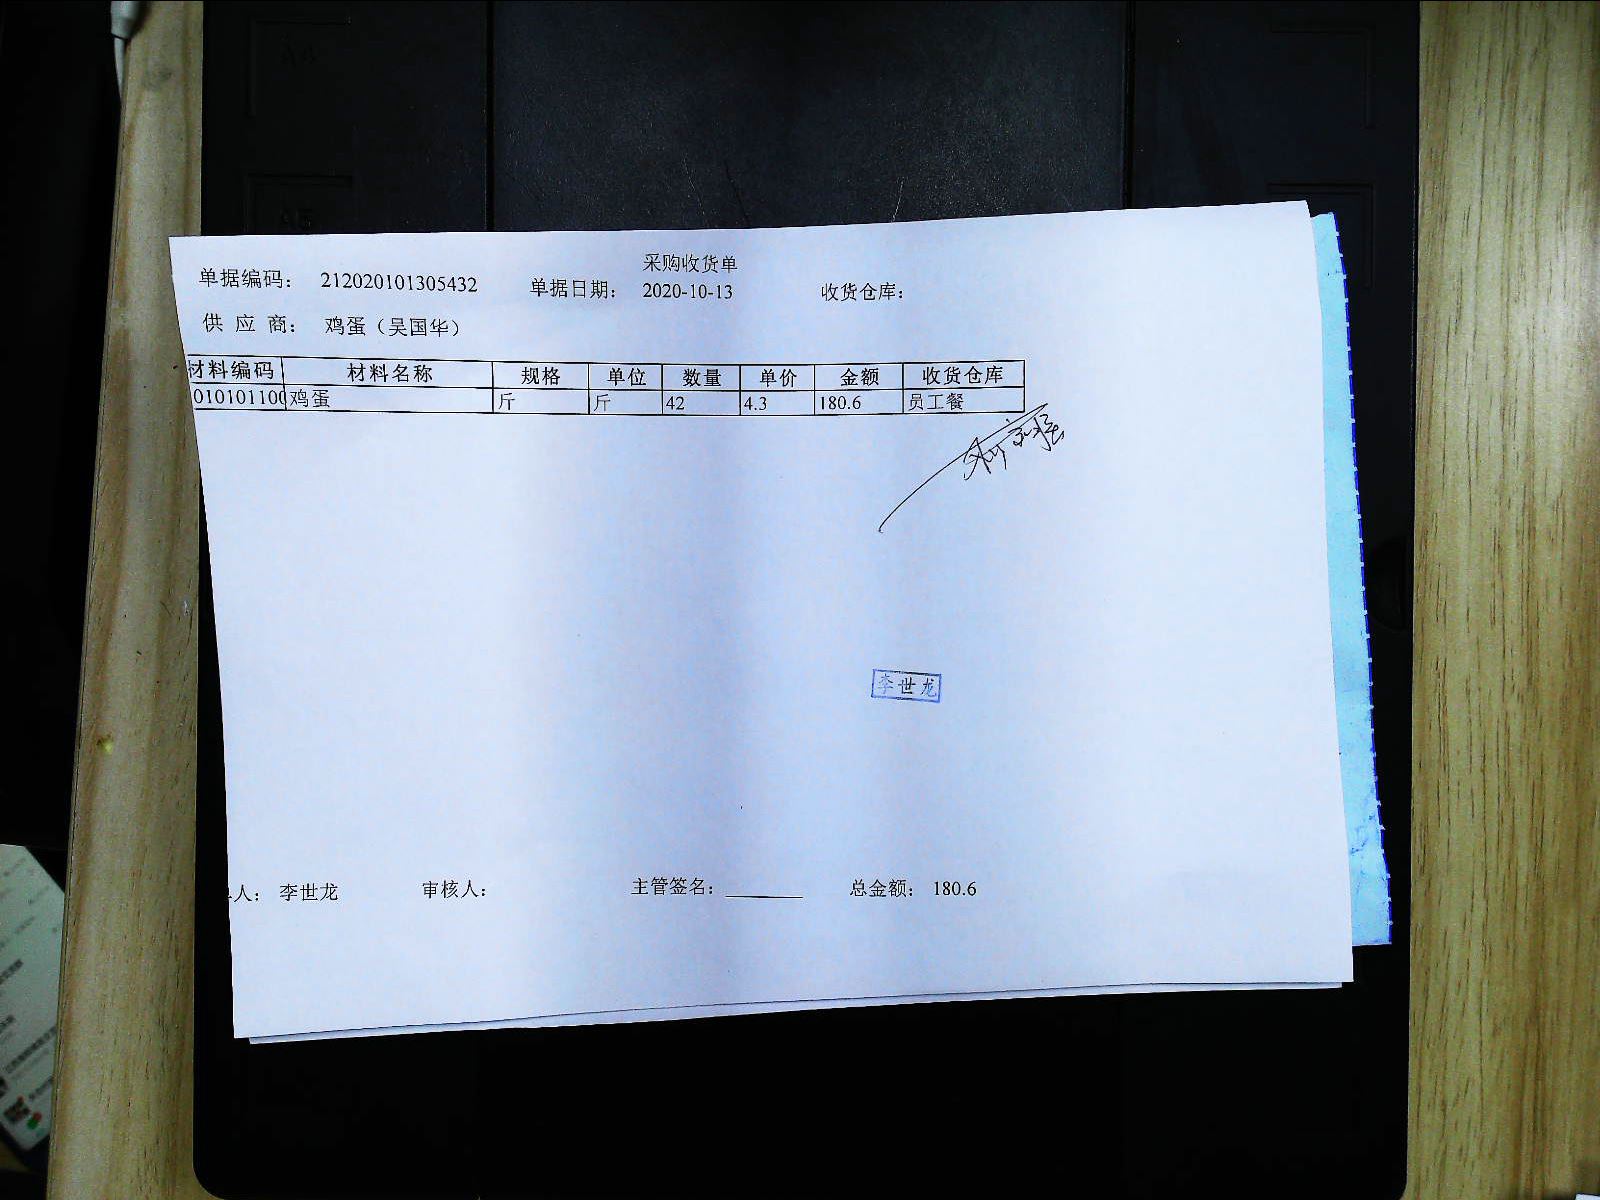 采购收货单
单据编码： 212020101305432 单据日期： 2020-10-13 收货仓库：
供 应 商： 鸡蛋（吴国华）
材料编码 材料名称 规格 单位 数量 单价 金额 收货仓库
010101100 鸡蛋 斤 斤 42 4.3 180.6 员工餐
李世龙
人： 李世龙 审核人： 主管签名： 总金额： 180.6